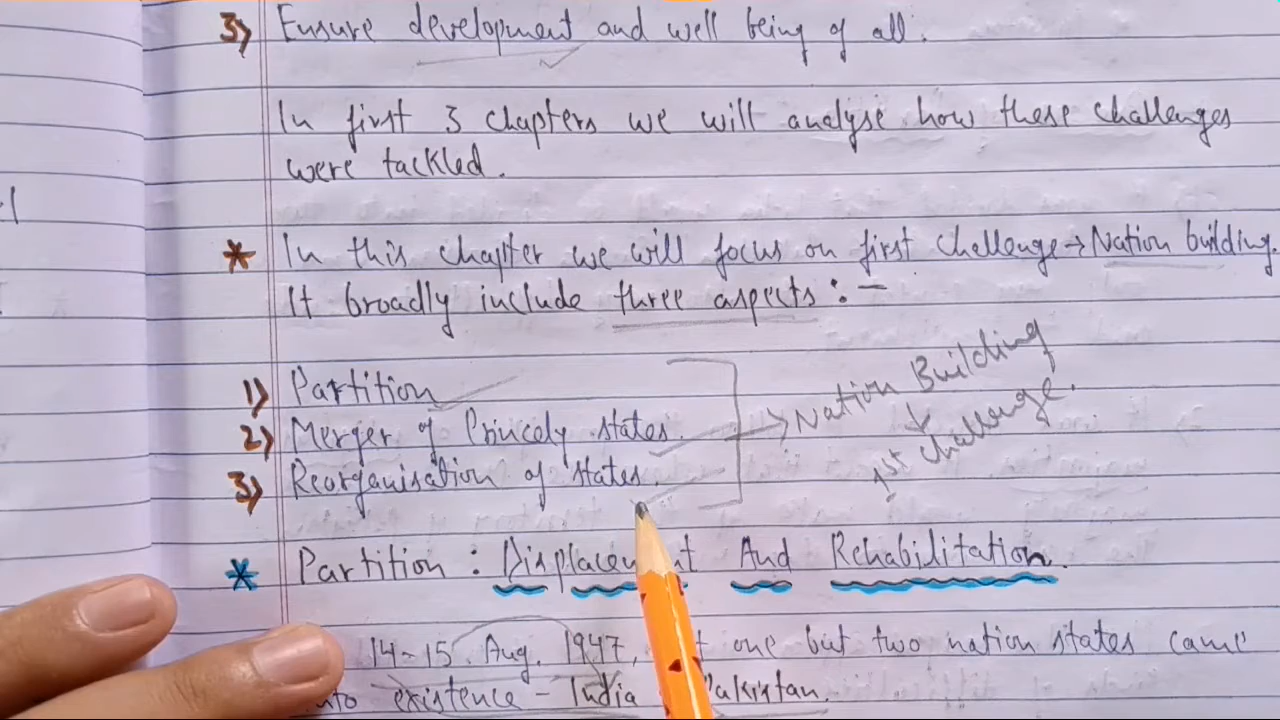 3) Ensure development and well being of all.
In first 3 chapters we will analyse how these challenges
were tackled.
* In this chapter we will focus on first challenge → Nation building.
It broadly include three aspects : -
1) Partition
2) Merger of Princely states.
3) Reorganisation of states.
→ Nation Building
↓
1st challenge.
* Partition : Displacement And Rehabilitation.
14-15 Aug. 1947, one but two nation states came
existence - India Pakistan.